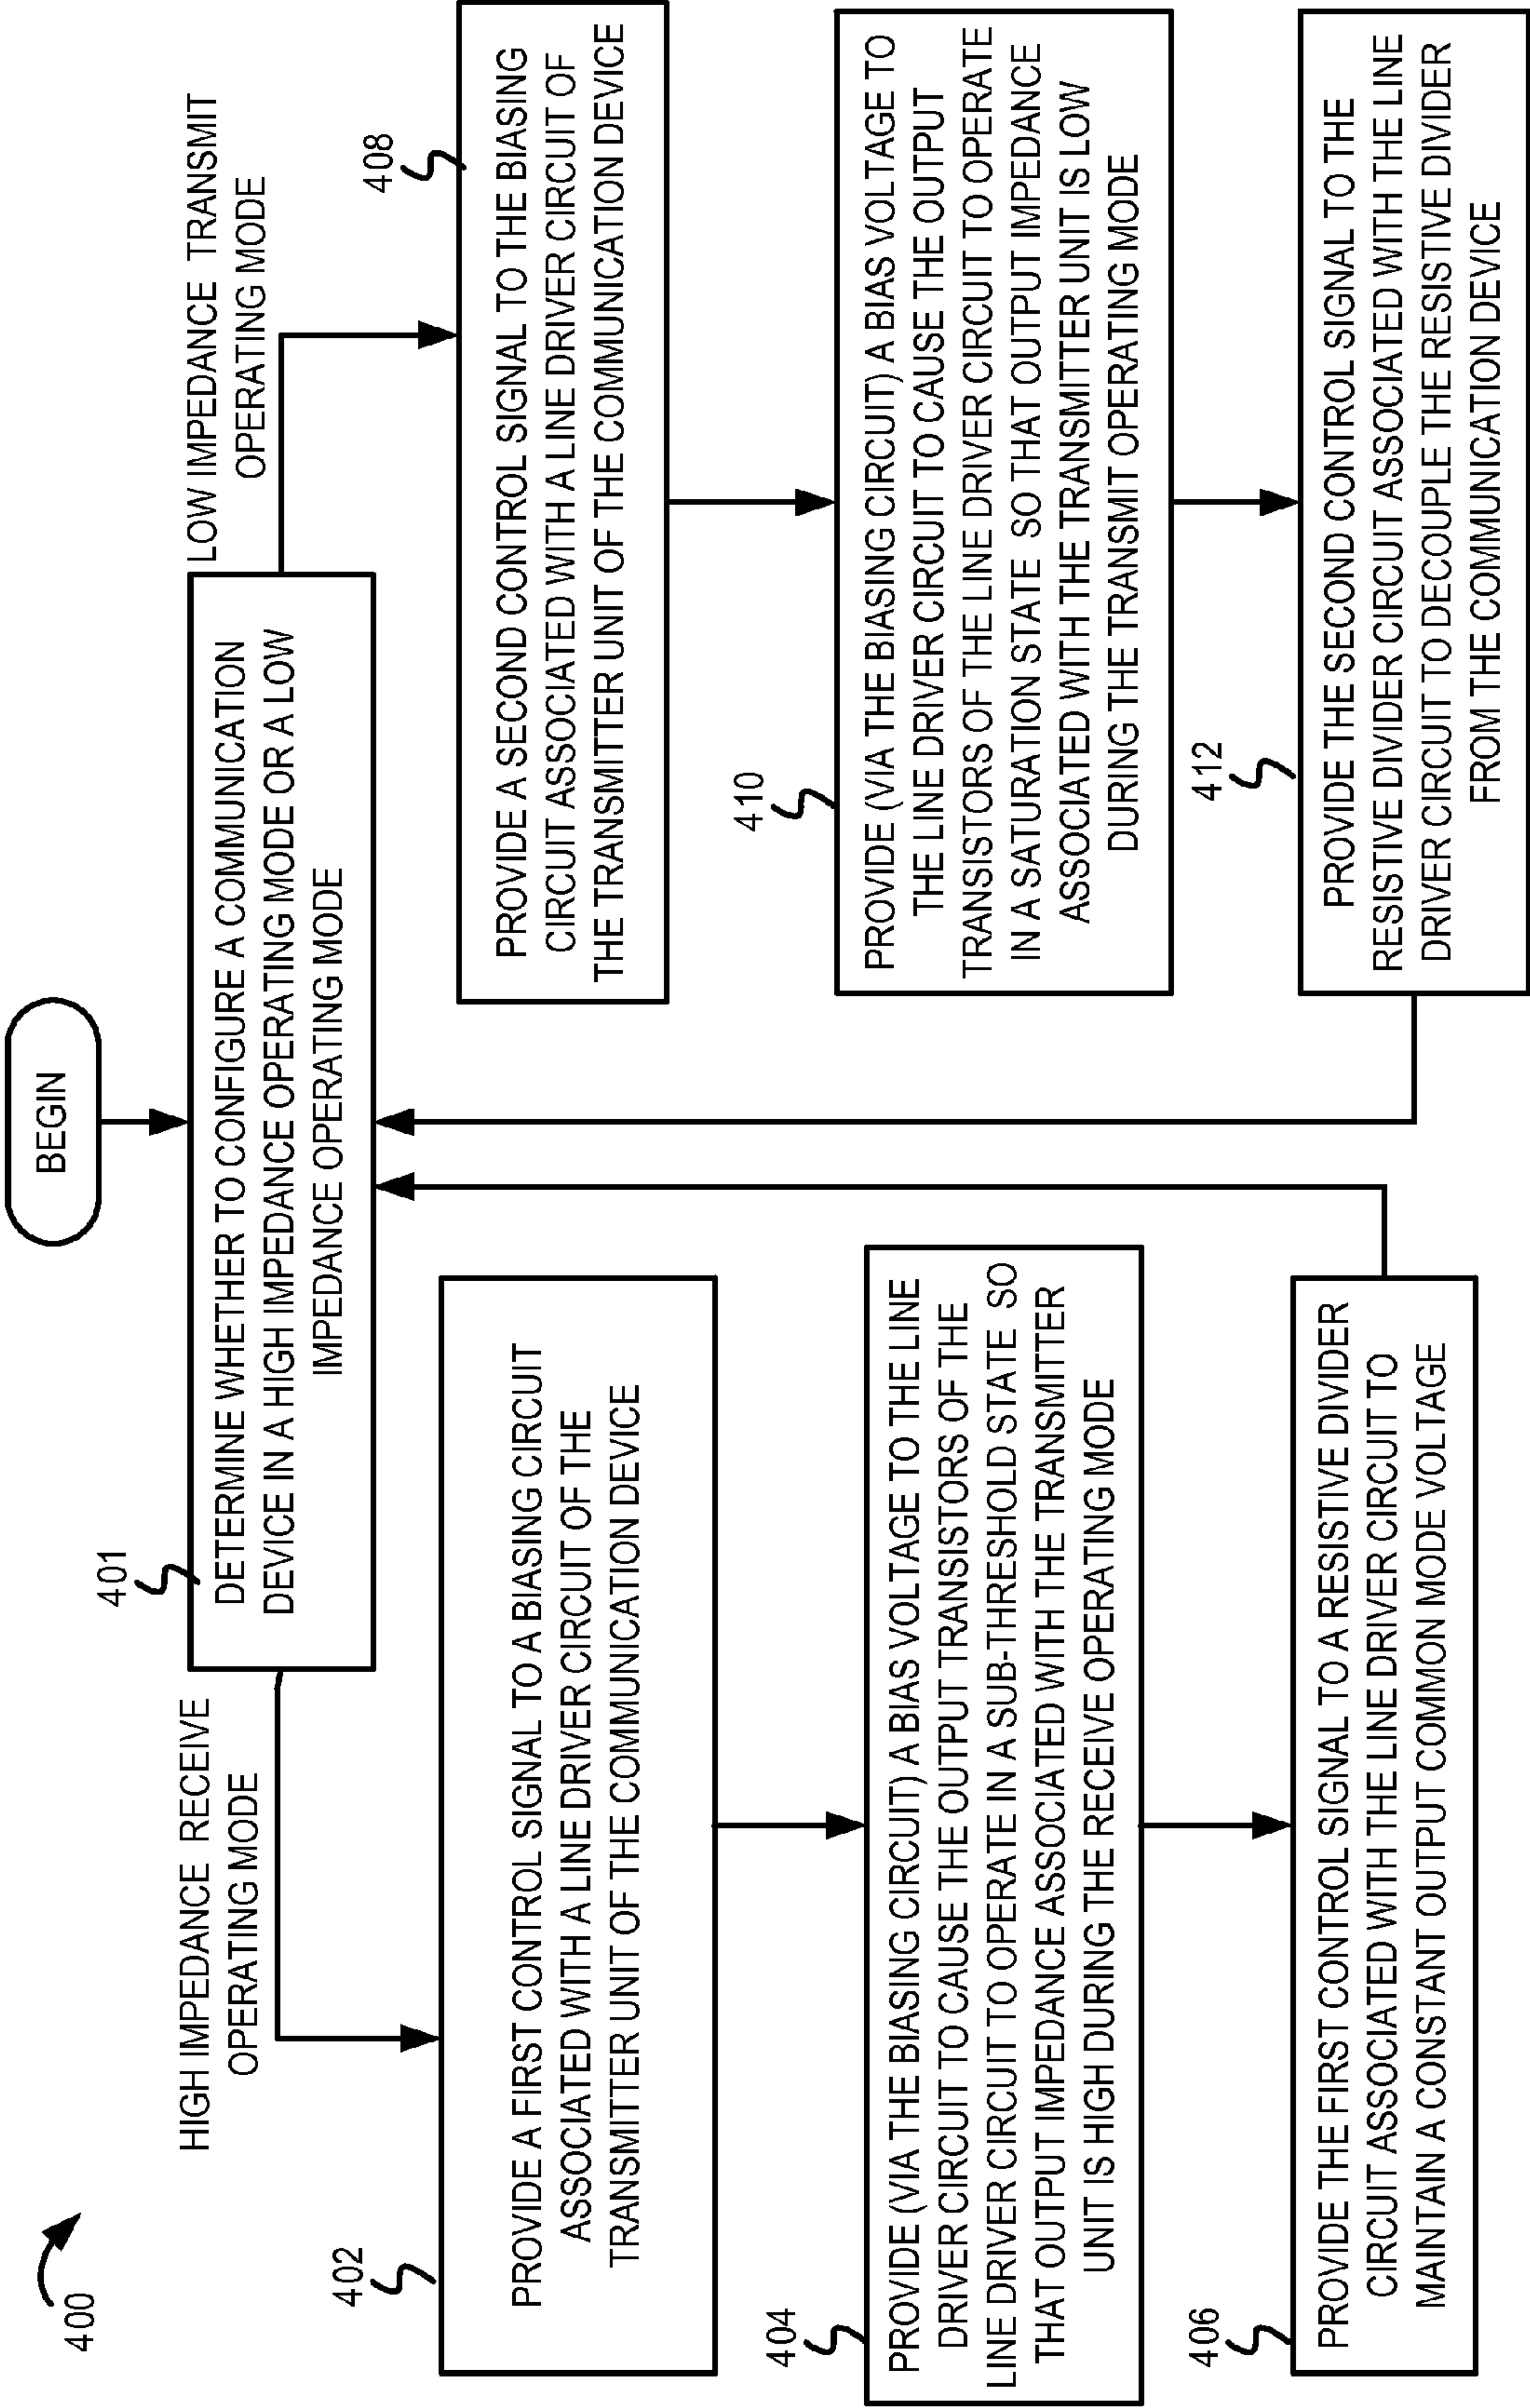 400
BEGIN
401
DETERMINE WHETHER TO CONFIGURE A COMMUNICATION
DEVICE IN A HIGH IMPEDANCE OPERATING MODE OR A LOW
IMPEDANCE OPERATING MODE
HIGH IMPEDANCE RECEIVE
OPERATING MODE
402
PROVIDE A FIRST CONTROL SIGNAL TO A BIASING CIRCUIT
ASSOCIATED WITH A LINE DRIVER CIRCUIT OF THE
TRANSMITTER UNIT OF THE COMMUNICATION DEVICE
404
PROVIDE (VIA THE BIASING CIRCUIT) A BIAS VOLTAGE TO THE LINE
DRIVER CIRCUIT TO CAUSE THE OUTPUT TRANSISTORS OF THE
LINE DRIVER CIRCUIT TO OPERATE IN A SUB-THRESHOLD STATE SO
THAT OUTPUT IMPEDANCE ASSOCIATED WITH THE TRANSMITTER
UNIT IS HIGH DURING THE RECEIVE OPERATING MODE
406
PROVIDE THE FIRST CONTROL SIGNAL TO A RESISTIVE DIVIDER
CIRCUIT ASSOCIATED WITH THE LINE DRIVER CIRCUIT TO
MAINTAIN A CONSTANT OUTPUT COMMON MODE VOLTAGE
LOW IMPEDANCE TRANSMIT
OPERATING MODE
408
PROVIDE A SECOND CONTROL SIGNAL TO THE BIASING
CIRCUIT ASSOCIATED WITH A LINE DRIVER CIRCUIT OF
THE TRANSMITTER UNIT OF THE COMMUNICATION DEVICE
410
PROVIDE (VIA THE BIASING CIRCUIT) A BIAS VOLTAGE TO
THE LINE DRIVER CIRCUIT TO CAUSE THE OUTPUT
TRANSISTORS OF THE LINE DRIVER CIRCUIT TO OPERATE
IN A SATURATION STATE SO THAT OUTPUT IMPEDANCE
ASSOCIATED WITH THE TRANSMITTER UNIT IS LOW
DURING THE TRANSMIT OPERATING MODE
412
PROVIDE THE SECOND CONTROL SIGNAL TO THE
RESISTIVE DIVIDER CIRCUIT ASSOCIATED WITH THE LINE
DRIVER CIRCUIT TO DECOUPLE THE RESISTIVE DIVIDER
FROM THE COMMUNICATION DEVICE